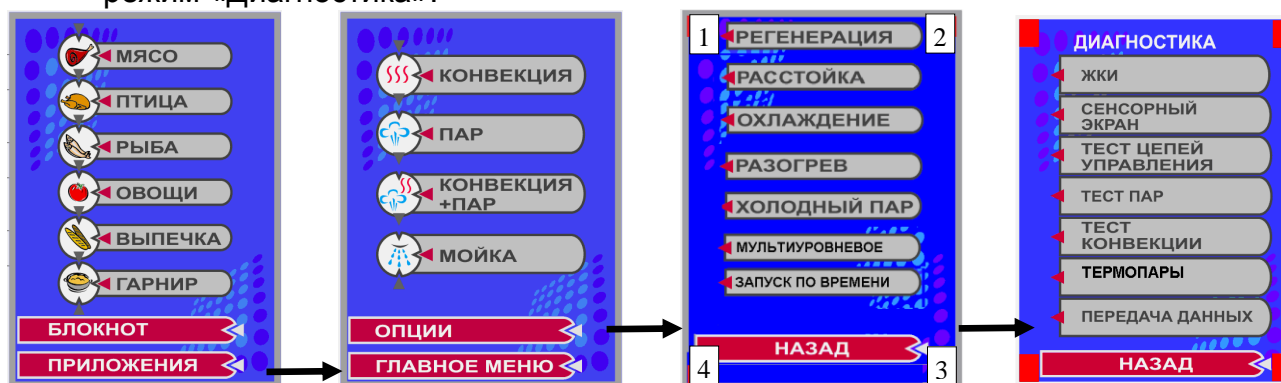 режим «Диагностика».
МЯСО
ПТИЦА
РЫБА
ОВОЩИ
ВЫПЕЧКА
ГАРНИР
БЛОКНОТ
ПРИЛОЖЕНИЯ
КОНВЕКЦИЯ
ПАР
КОНВЕКЦИЯ
+ПАР
МОЙКА
ОПЦИИ
ГЛАВНОЕ МЕНЮ
1
2
РЕГЕНЕРАЦИЯ
РАССТОЙКА
ОХЛАЖДЕНИЕ
РАЗОГРЕВ
ХОЛОДНЫЙ ПАР
МУЛЬТИУРОВНЕВОЕ
ЗАПУСК ПО ВРЕМЕНИ
НАЗАД
4
3
ДИАГНОСТИКА
ЖКИ
СЕНСОРНЫЙ
ЭКРАН
ТЕСТ ЦЕПЕЙ
УПРАВЛЕНИЯ
ТЕСТ ПАР
ТЕСТ
КОНВЕКЦИИ
ТЕРМОПАРЫ
ПЕРЕДАЧА ДАННЫХ
НАЗАД